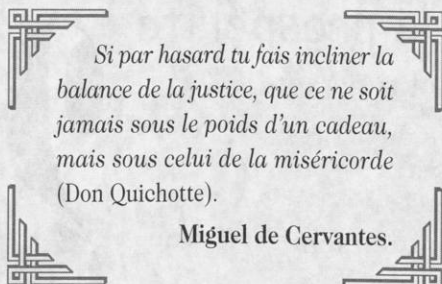 Si par hasard tu fais incliner la
balance de la justice, que ce ne soit
jamais sous le poids d'un cadeau,
mais sous celui de la miséricorde
(Don Quichotte).
Miguel de Cervantes.